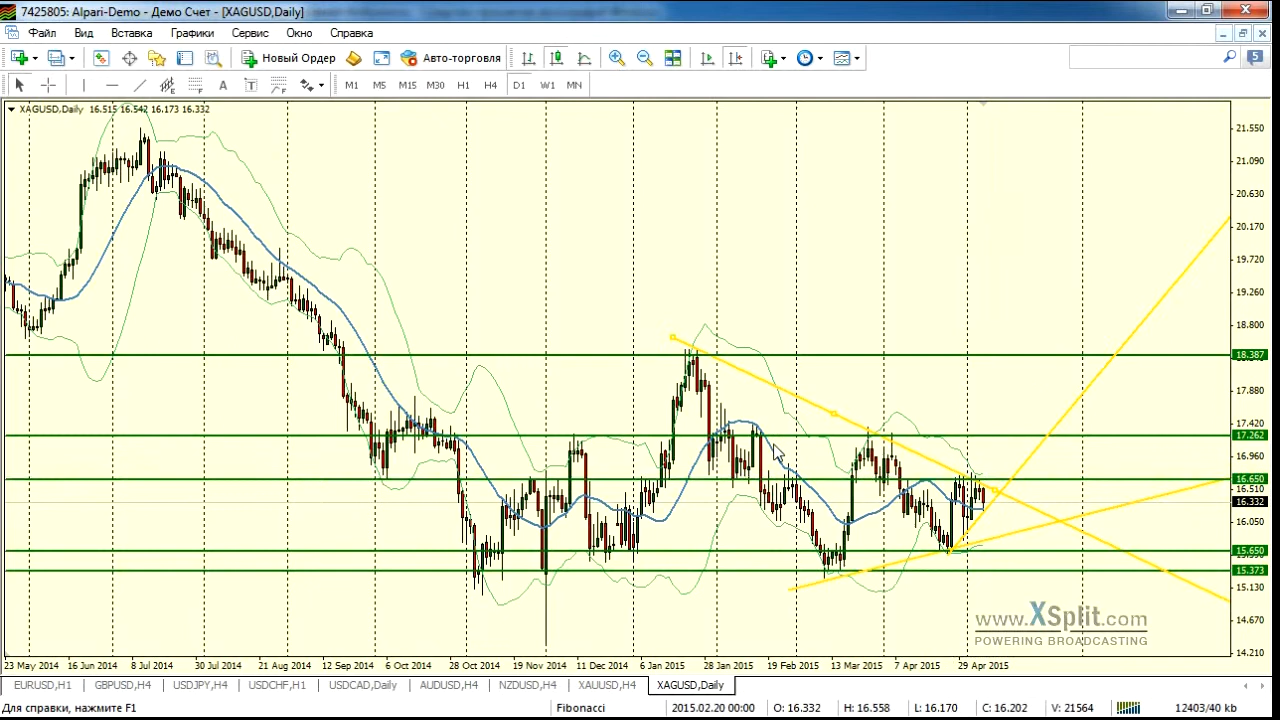 7425805: Alpari-Demo - Демо Счет - [XAGUSD,Daily]
Файл Вид Вставка Графики Сервис Окно Справка
Новый Ордер Авто-торговля 5
A T M1 M5 M15 M30 H1 H4 D1 W1 MN
XAGUSD,Daily 16.515 16.542 16.173 16.332
21.550
21.090
20.630
20.170
19.720
19.260
18.800
18.387
17.880
17.420
17.262
16.960
16.650
16.510
16.332
16.050
15.650
15.373
15.130
14.670
14.210
www.XSplit.com
POWERING BROADCASTING
23 May 2014 16 Jun 2014 8 Jul 2014 30 Jul 2014 21 Aug 2014 12 Sep 2014 6 Oct 2014 28 Oct 2014 19 Nov 2014 11 Dec 2014 6 Jan 2015 28 Jan 2015 19 Feb 2015 13 Mar 2015 7 Apr 2015 29 Apr 2015
EURUSD,H1 GBPUSD,H4 USDJPY,H4 USDCHF,H1 USDCAD,Daily AUDUSD,H4 NZDUSD,H4 XAUUSD,H4 XAGUSD,Daily
Для справки, нажмите F1 Fibonacci 2015.02.20 00:00 O: 16.332 H: 16.558 L: 16.170 C: 16.202 V: 21564 12403/40 kb